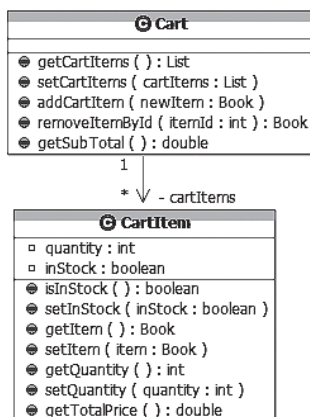 C Cart
getCartItems ( ) : List
setCartItems ( cartItems : List )
addCartItem ( newItem : Book )
removeItemById ( itemId : int ) : Book
getSubTotal ( ) : double
1
* - cartItems
C CartItem
quantity : int
inStock : boolean
isInStock ( ) : boolean
setInStock ( inStock : boolean )
getItem ( ) : Book
setItem ( item : Book )
getQuantity ( ) : int
setQuantity ( quantity : int )
getTotalPrice ( ) : double